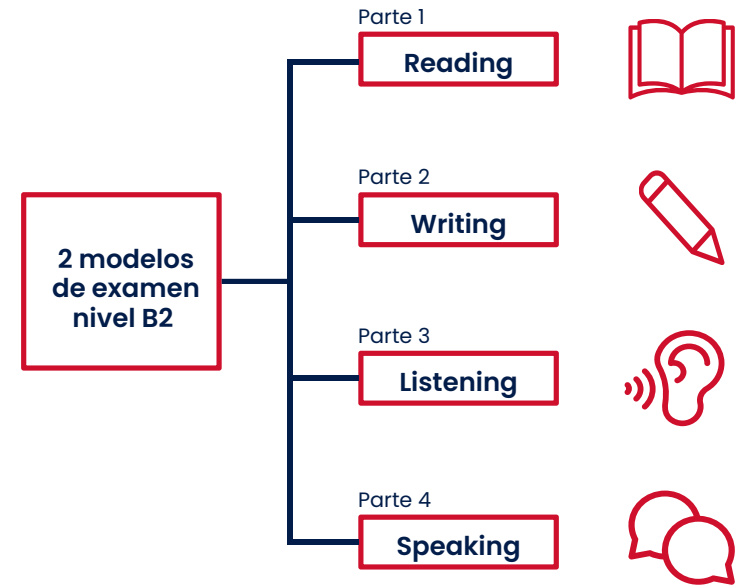 Parte 1
Reading
Parte 2
Writing
2 modelos
de examen
nivel B2
Parte 3
Listening
Parte 4
Speaking